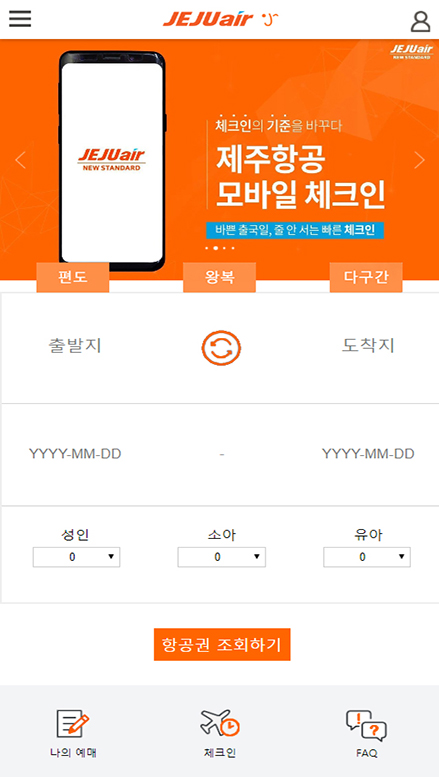 JEJUair
JEJUair
NEW STANDARD
체크인의 기준을 바꾸다
제주항공
모바일 체크인
바쁜 출국일, 줄 안 서는 빠른 체크인
JEJUair
NEW STANDARD
편도 왕복 다구간
출발지 도착지
YYYY-MM-DD - YYYY-MM-DD
성인 소아 유아
0 0 0
항공권 조회하기
나의 예매 체크인 FAQ